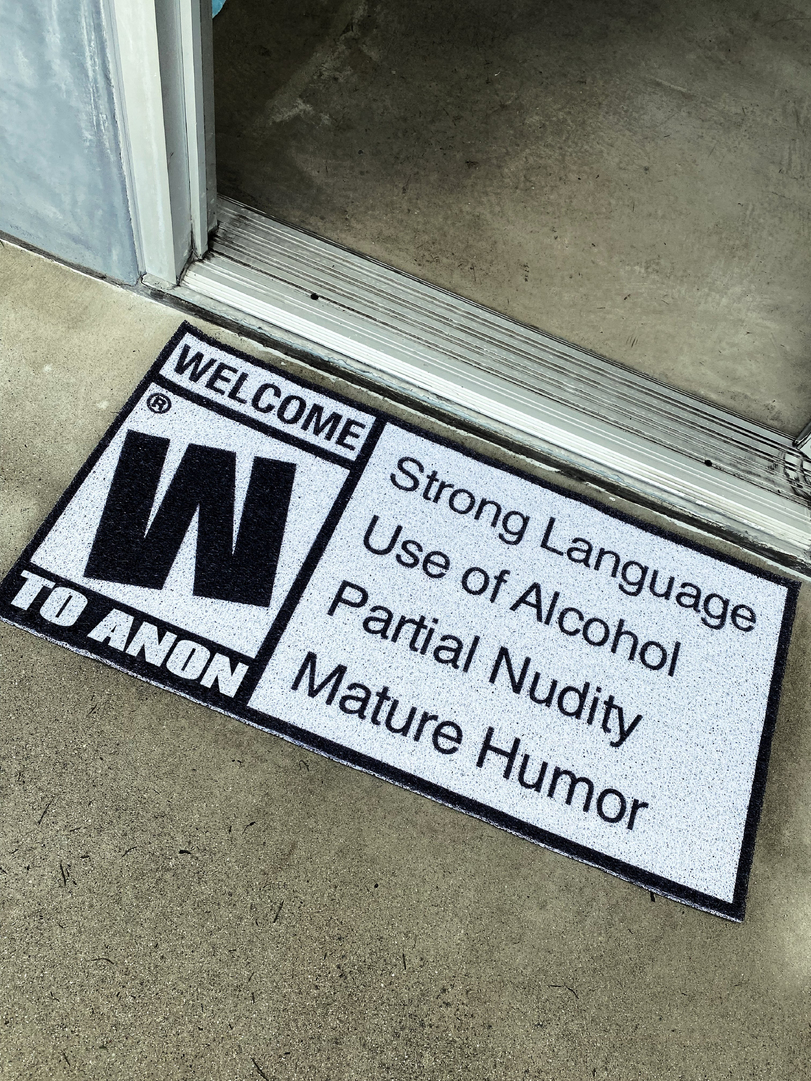 WELCOME
®
W
TO ANON
Strong Language
Use of Alcohol
Partial Nudity
Mature Humor